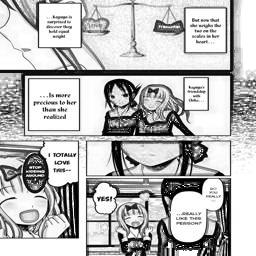 But now that
she weighs the
two on the
scales in
her heart...
...Kaguya is
surprised to
discover they
hold equal
weight
Kaguya's
friendship
with
Chika...
...Is more
precious to her
than she
realized
DO YOU
REALLY
...REALLY LIKE
THIS PERSON?
YES!
I TOTALLY
LOVE
THIS--
STOP
KIDDING
AROUND!